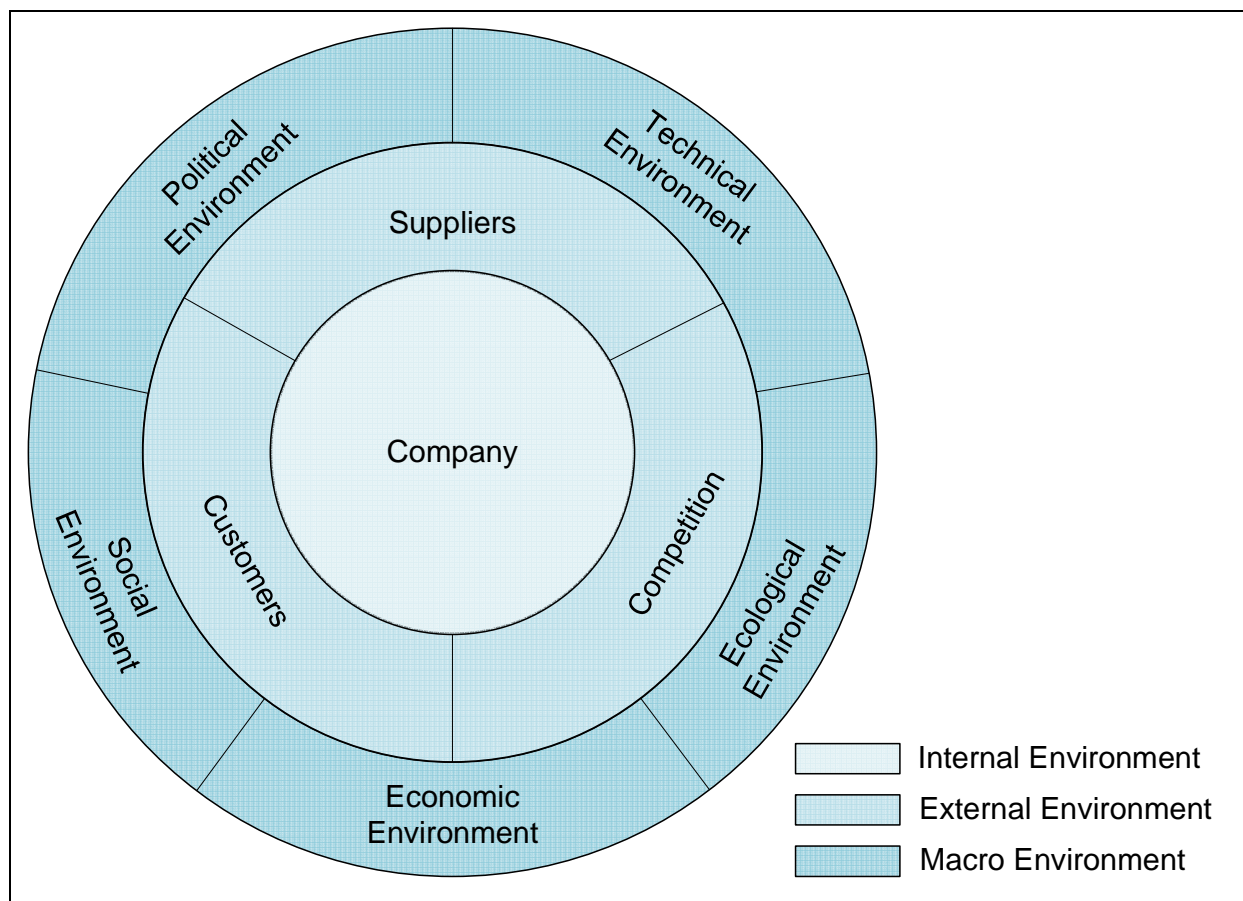 Political
Environment
Technical
Environment
Suppliers
Company
Customers
Competition
Social
Environment
Ecological
Environment
Economic
Environment
Internal Environment
External Environment
Macro Environment